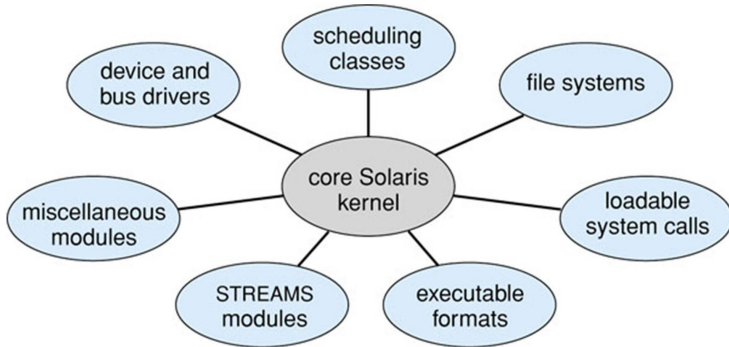 scheduling
classes
device and
bus drivers
file systems
core Solaris
kernel
miscellaneous
modules
loadable
system calls
STREAMS
modules
executable
formats